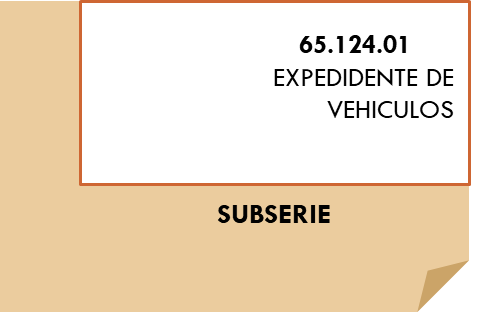 65.124.01
EXPEDIDENTE DE
VEHICULOS
SUBSERIE